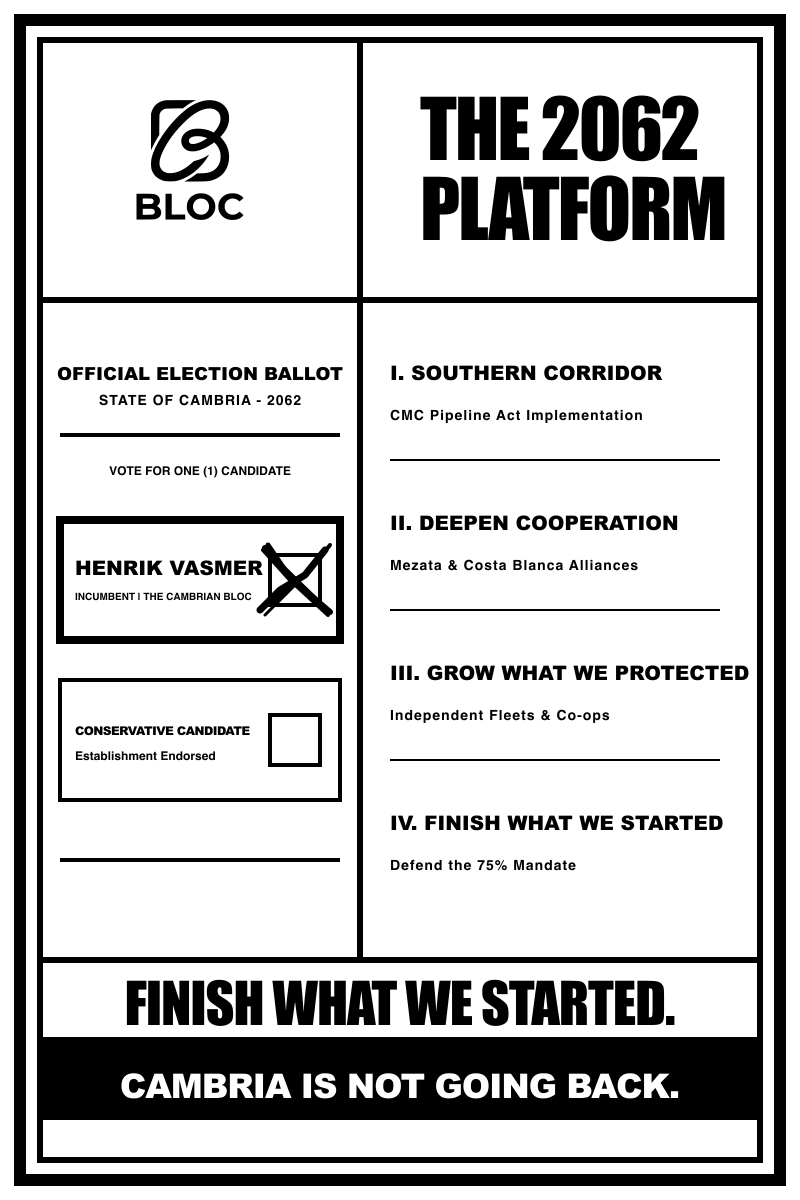 BLOC
THE 2062
PLATFORM
OFFICIAL ELECTION BALLOT
STATE OF CAMBRIA - 2062
VOTE FOR ONE (1) CANDIDATE
HENRIK VASMER
INCUMBENT | THE CAMBRIAN BLOC
CONSERVATIVE CANDIDATE
Establishment Endorsed
I. SOUTHERN CORRIDOR
CMC Pipeline Act Implementation
II. DEEPEN COOPERATION
Mezata & Costa Blanca Alliances
III. GROW WHAT WE PROTECTED
Independent Fleets & Co-ops
IV. FINISH WHAT WE STARTED
Defend the 75% Mandate
FINISH WHAT WE STARTED.
CAMBRIA IS NOT GOING BACK.